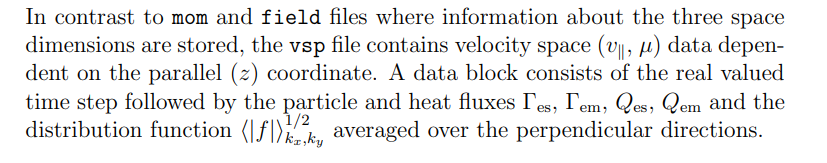 In contrast to mom and field files where information about the three space
dimensions are stored, the vsp file contains velocity space (v∥, μ) data depen-
dent on the parallel (z) coordinate. A data block consists of the real valued
time step followed by the particle and heat fluxes Γes, Γem, Qes, Qem and the
distribution function ⟨|f|⟩^{1/2}_{kx,ky} averaged over the perpendicular directions.